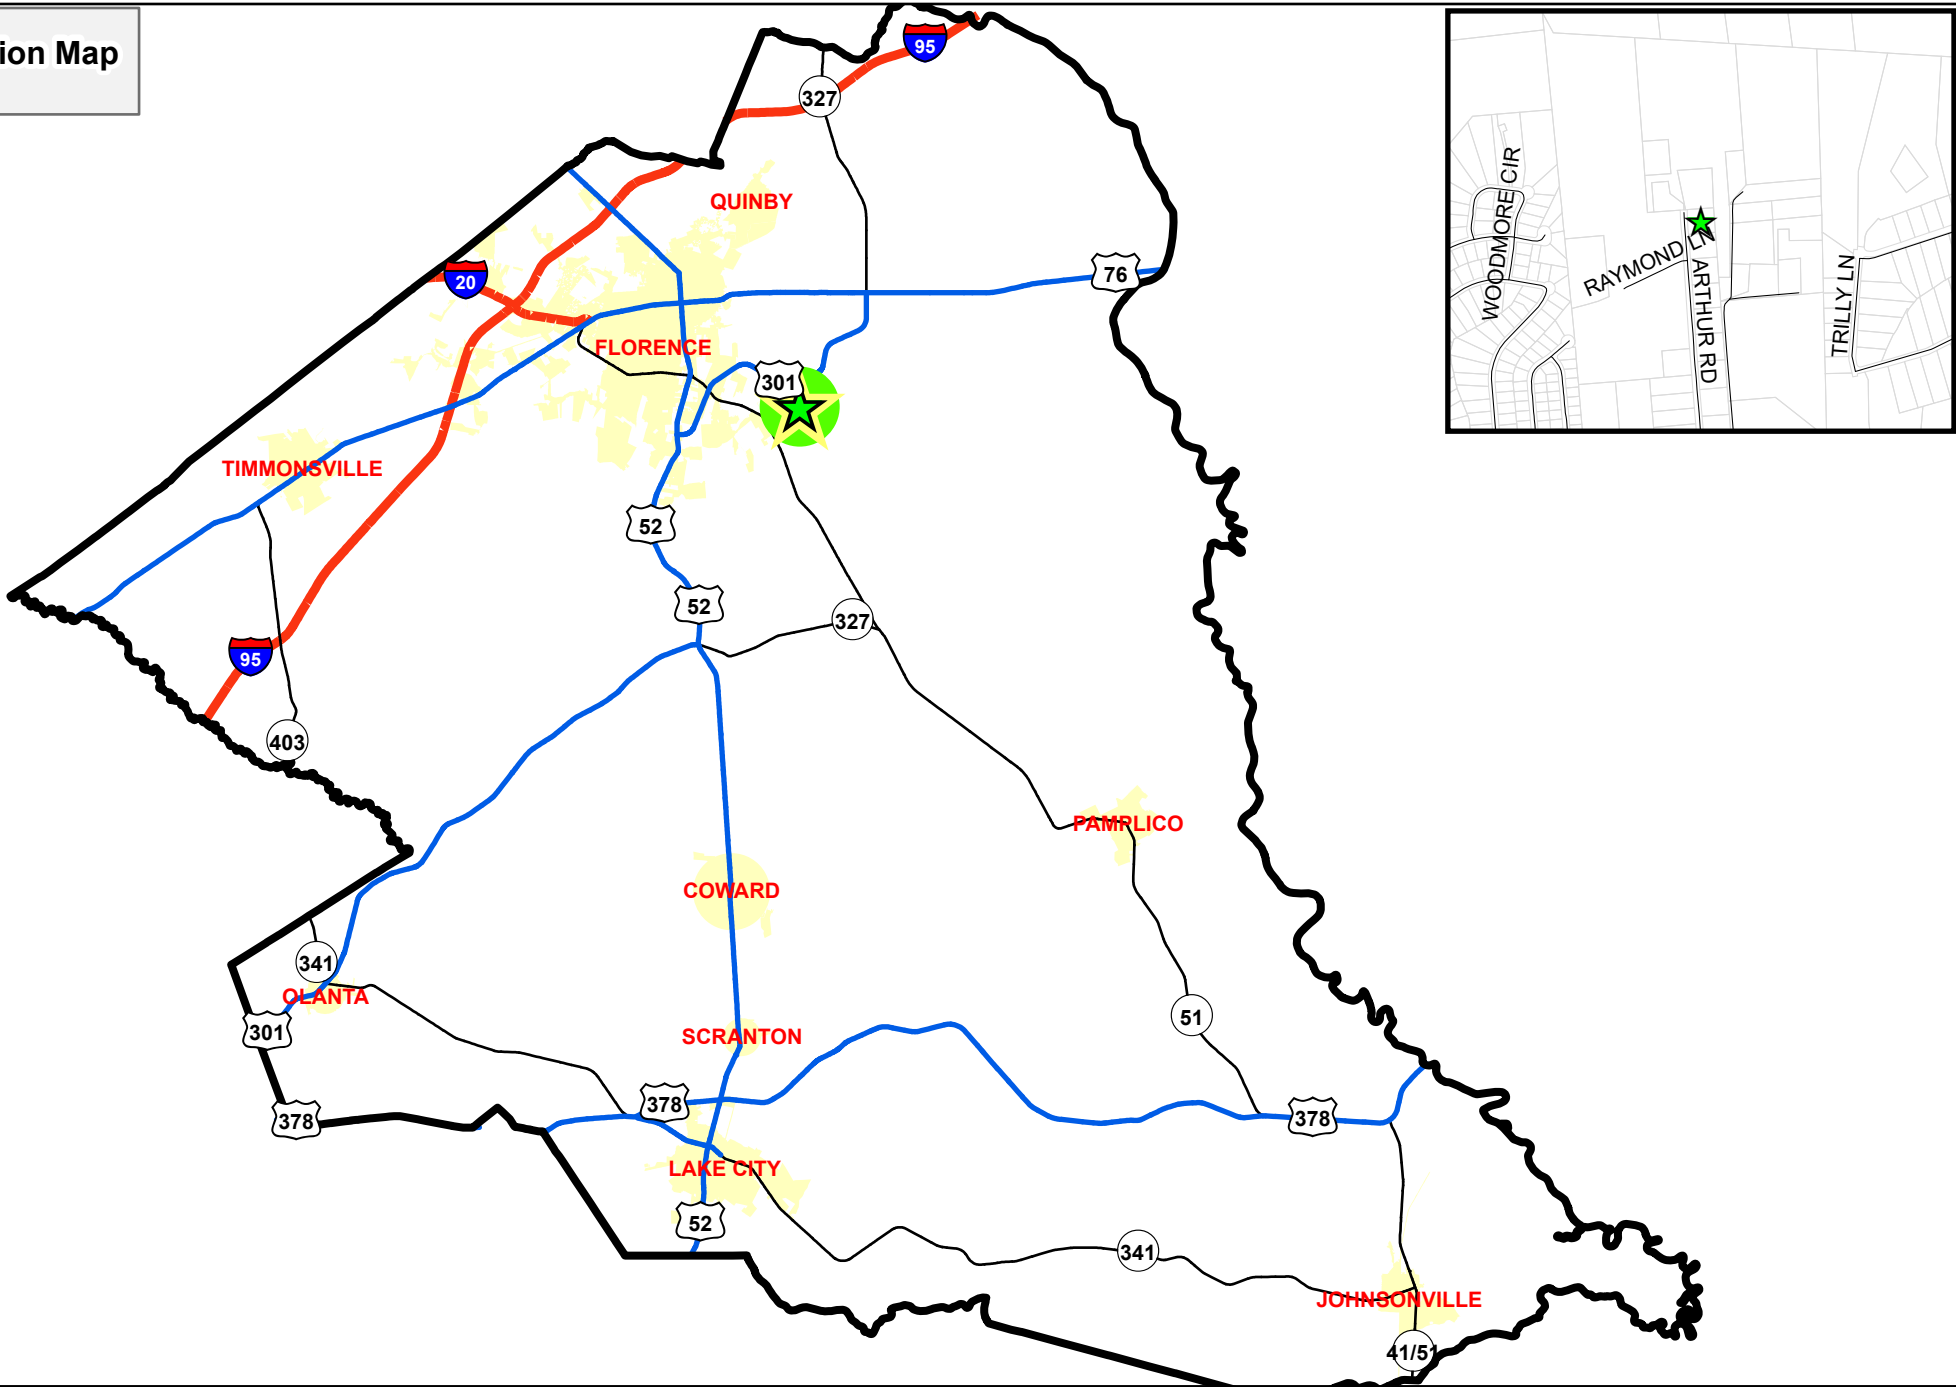 ion Map
95
327
QUINBY
20
76
FLORENCE
301
TIMMONSVILLE
52
52
327
95
403
PAMPLICO
COWARD
341
OLANTA
301
51
SCRANTON
378
378
378
LAKE CITY
52
341
JOHNSONVILLE
41/51
WOODMORE CIR
RAYMOND LN
ARTHUR RD
TRILLY LN